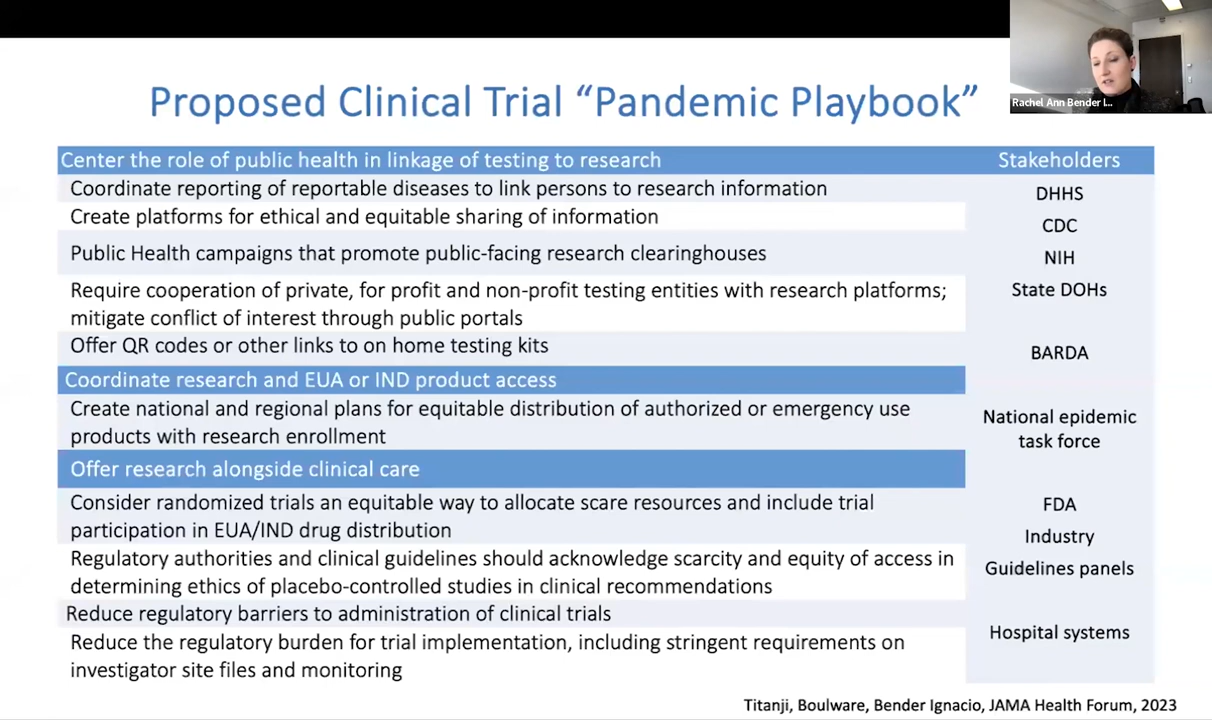 Rachel Ann Bender I...
Proposed Clinical Trial “Pandemic Playbook”
Center the role of public health in linkage of testing to research
Coordinate reporting of reportable diseases to link persons to research information
Create platforms for ethical and equitable sharing of information
Public Health campaigns that promote public-facing research clearinghouses
Require cooperation of private, for profit and non-profit testing entities with research platforms;
mitigate conflict of interest through public portals
Offer QR codes or other links to on home testing kits
Coordinate research and EUA or IND product access
Create national and regional plans for equitable distribution of authorized or emergency use
products with research enrollment
Offer research alongside clinical care
Consider randomized trials an equitable way to allocate scare resources and include trial
participation in EUA/IND drug distribution
Regulatory authorities and clinical guidelines should acknowledge scarcity and equity of access in
determining ethics of placebo-controlled studies in clinical recommendations
Reduce regulatory barriers to administration of clinical trials
Reduce the regulatory burden for trial implementation, including stringent requirements on
investigator site files and monitoring
Stakeholders
DHHS
CDC
NIH
State DOHs
BARDA
National epidemic
task force
FDA
Industry
Guidelines panels
Hospital systems
Titanji, Boulware, Bender Ignacio, JAMA Health Forum, 2023